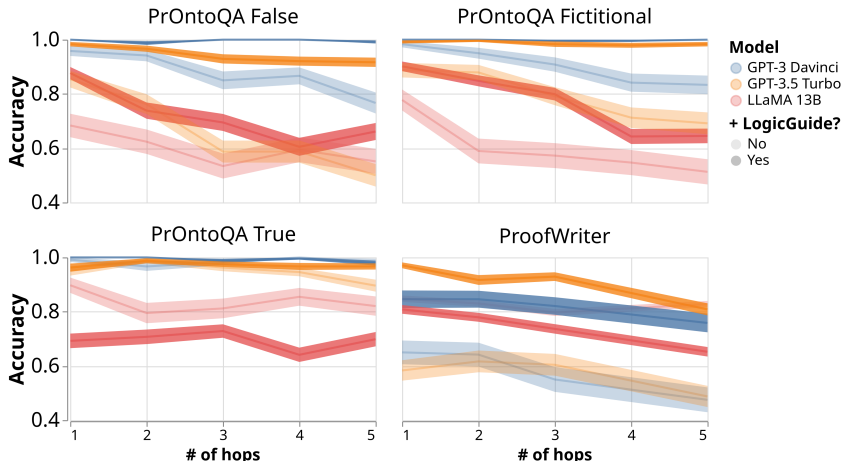 PrOntoQA False
PrOntoQA Fictitional
1.0
0.8
0.6
0.4
Accuracy
Model
GPT-3 Davinci
GPT-3.5 Turbo
LLaMA 13B
+ LogicGuide?
No
Yes
PrOntoQA True
ProofWriter
1.0
0.8
0.6
0.4
Accuracy
1 2 3 4 5
1 2 3 4 5
# of hops
# of hops